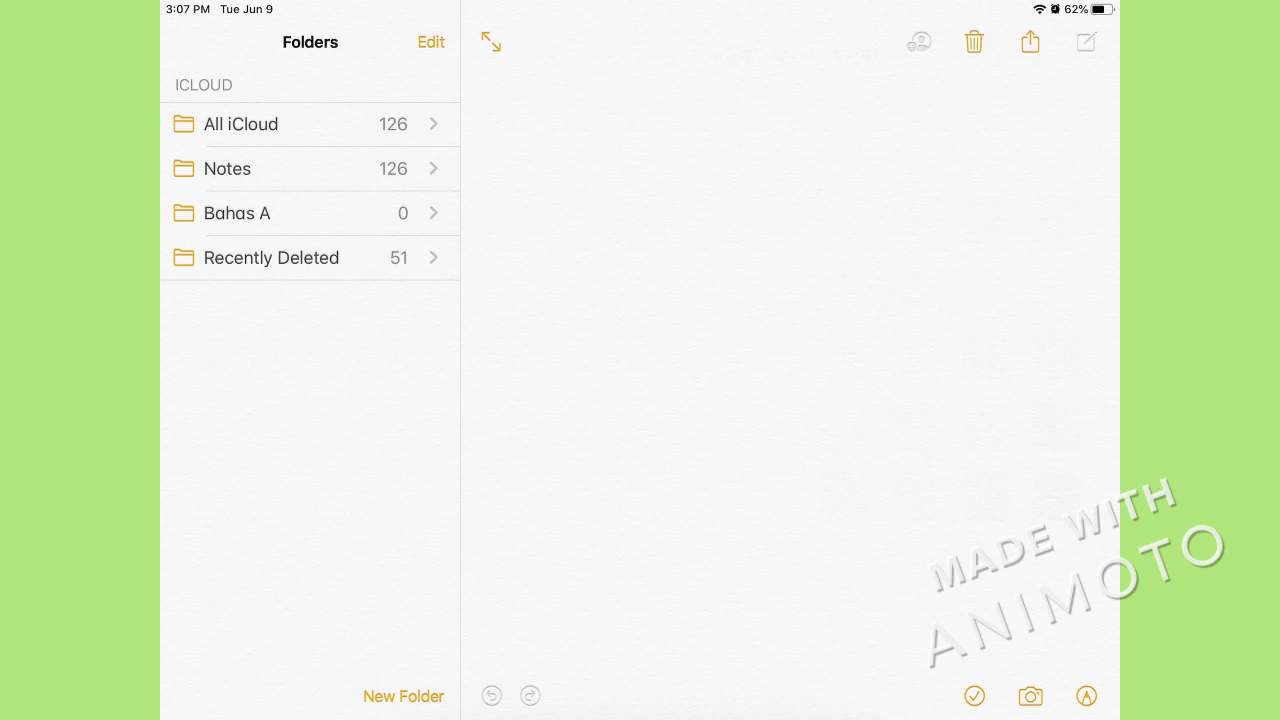 3:07 PM Tue Jun 9
62%
Folders
Edit
ICLOUD
All iCloud 126
Notes 126
Bahas A 0
Recently Deleted 51
MADE WITH
ANIMOTO
New Folder